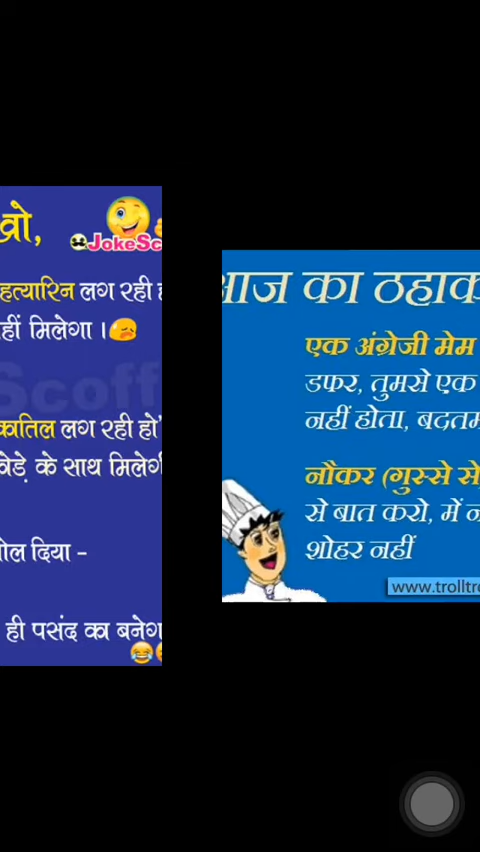 खो,
JokeSc
हत्यारिन लग रही ह
हीं मिलेगा ।
Scoff
कातिल लग रही हो'
वेडे़ के साथ मिलेगी
ोल दिया -
ही पसंद का बनेग
आज का ठहाक
एक अंग्रेजी मेम
डफर, तुमसे एक
नहीं होता, बदतम
नौकर (गुस्से से
से बात करो, में न
शोहर नहीं
www.trolltr